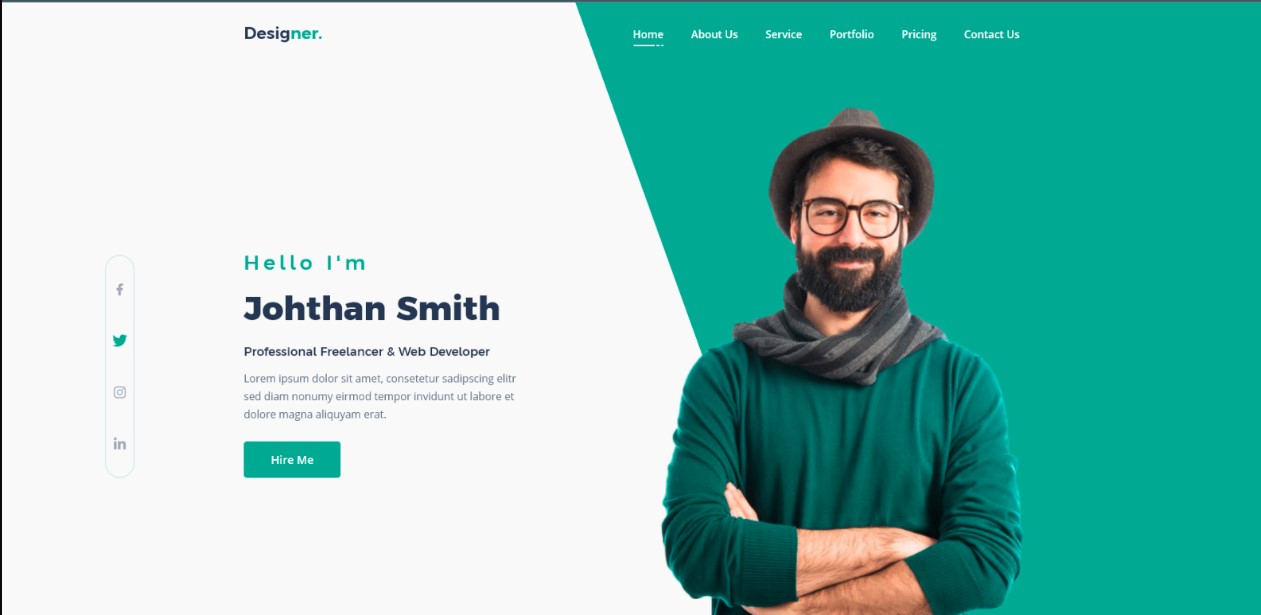 Designer.
Home About Us Service Portfolio Pricing Contact Us
Hello I'm
Johthan Smith
Professional Freelancer & Web Developer
Lorem ipsum dolor sit amet, consetetur sadipscing elitr
sed diam nonumy eirmod tempor invidunt ut labore et
dolore magna aliquyam erat.
Hire Me